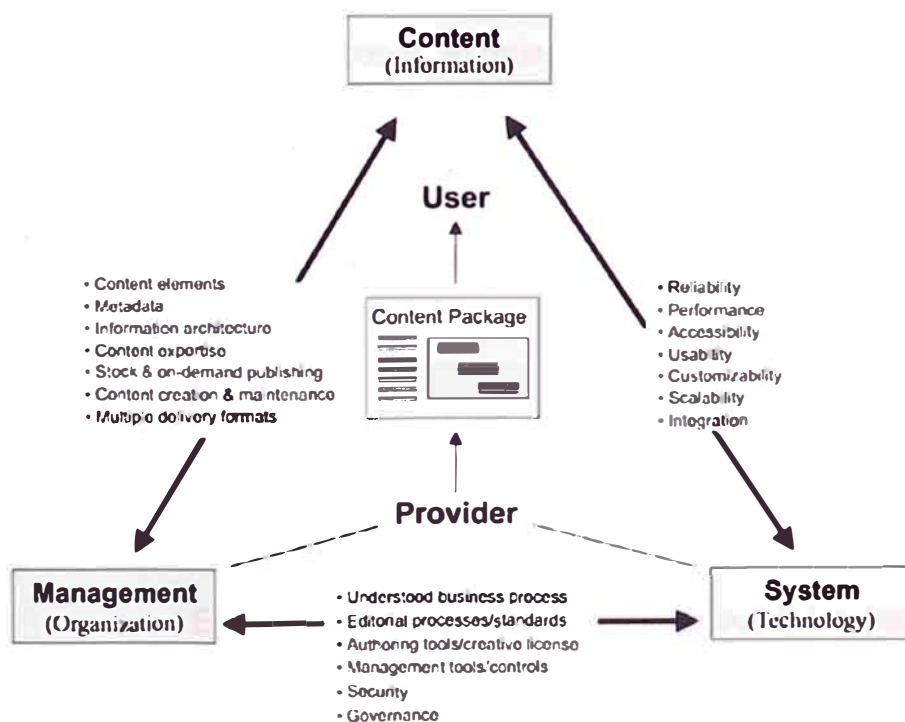 Content
(Information)
User
• Content elements
• Metadata
• Information architecture
• Content expertise
• Stock & on-demand publishing
• Content creation & maintenance
• Multiple delivery formats
Content Package
• Reliability
• Performance
• Accessibility
• Usability
• Customizability
• Scalability
• Integration
Provider
Management
(Organization)
• Understood business process
• Editorial processes/standards
• Authoring tools/creative license
• Management tools/controls
• Security
• Governance
System
(Technology)